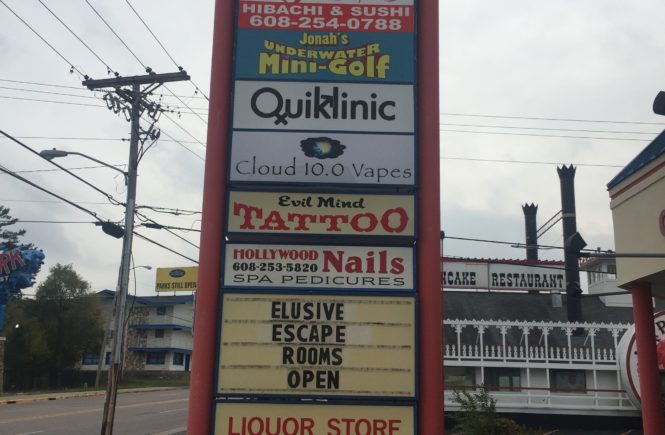 HIBACHI & SUSHI
608-254-0788
Jonah's
UNDERWATER
Mini-Golf
Quiklinic
Cloud 10.0 Vapes
Evil Mind
TATTOO
HOLLYWOOD Nails
608-253-5820
SPA PEDICURES
ELUSIVE
ESCAPE
ROOMS
OPEN
LIQUOR STORE
PARKS STILL OPEN
RESTAURANT